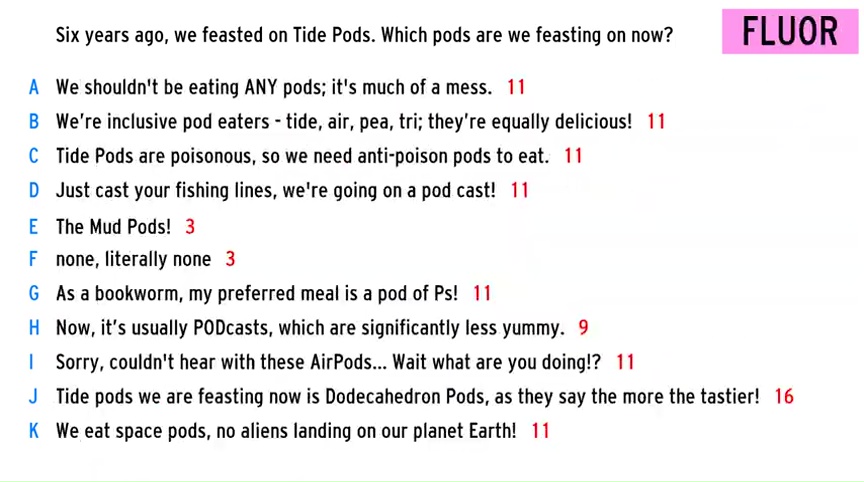 Six years ago, we feasted on Tide Pods. Which pods are we feasting on now?
FLUOR
A We shouldn't be eating ANY pods; it's much of a mess. 11
B We're inclusive pod eaters - tide, air, pea, tri; they're equally delicious! 11
C Tide Pods are poisonous, so we need anti-poison pods to eat. 11
D Just cast your fishing lines, we're going on a pod cast! 11
E The Mud Pods! 3
F none, literally none 3
G As a bookworm, my preferred meal is a pod of Ps! 11
H Now, it's usually PODcasts, which are significantly less yummy. 9
I Sorry, couldn't hear with these AirPods... Wait what are you doing!? 11
J Tide pods we are feasting now is Dodecahedron Pods, as they say the more the tastier! 16
K We eat space pods, no aliens landing on our planet Earth! 11